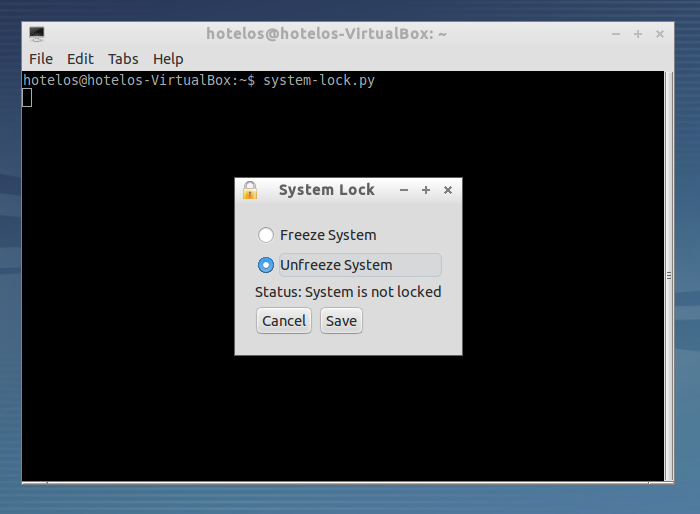 hotelos@hotelos-VirtualBox: ~
File Edit Tabs Help
hotelos@hotelos-VirtualBox:~$ system-lock.py
System Lock
Freeze System
Unfreeze System
Status: System is not locked
Cancel Save